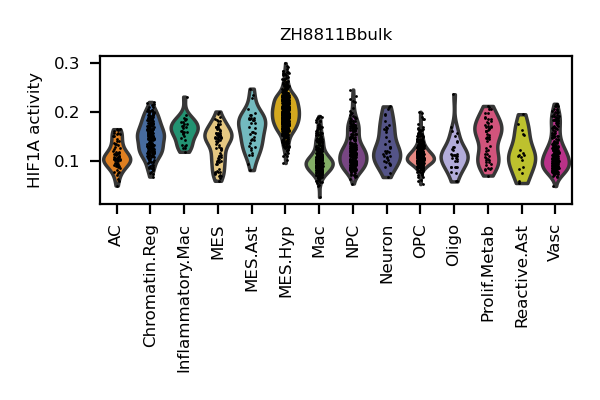 ZH8811Bbulk
HIF1A activity
0.3
0.2
0.1
AC
Chromatin.Reg
Inflammatory.Mac
MES
MES.Ast
MES.Hyp
Mac
NPC
Neuron
OPC
Oligo
Prolif.Metab
Reactive.Ast
Vasc